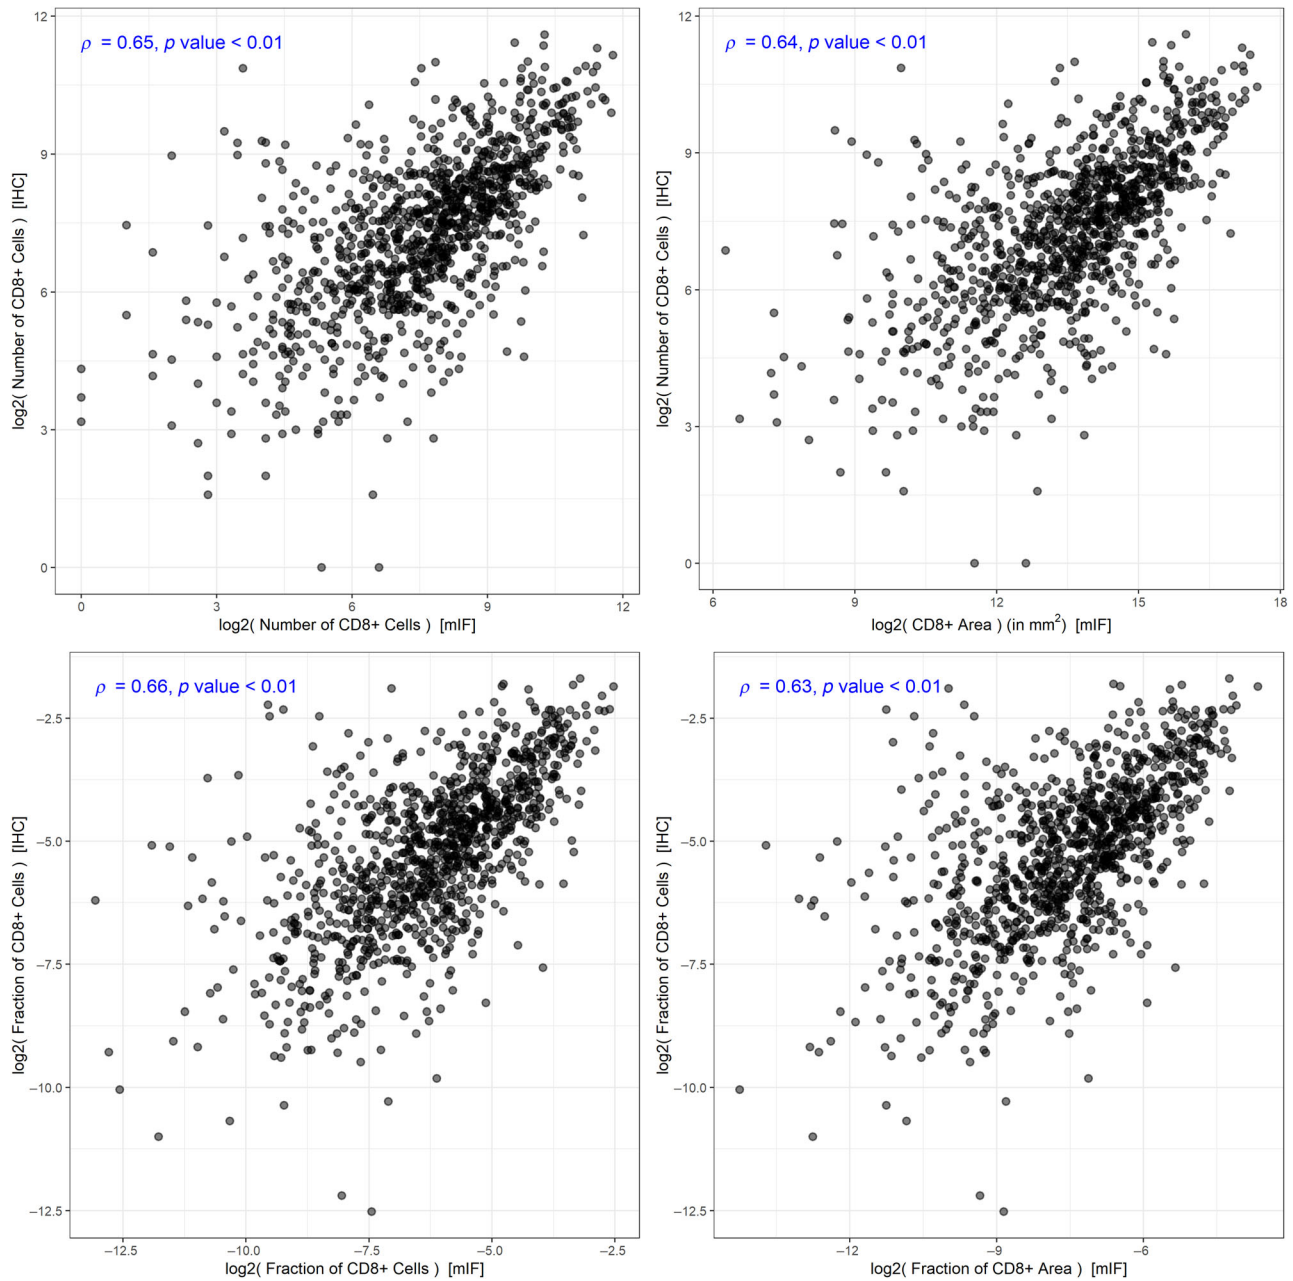 ρ = 0.65, p value < 0.01
12
9
6
3
0
log2( Number of CD8+ Cells ) [IHC]
0 3 6 9 12
log2( Number of CD8+ Cells ) [mIF]
ρ = 0.64, p value < 0.01
12
9
6
3
0
log2( Number of CD8+ Cells ) [IHC]
6 9 12 15 18
log2( CD8+ Area ) (in mm²) [mIF]
ρ = 0.66, p value < 0.01
−2.5
−5.0
−7.5
−10.0
−12.5
log2( Fraction of CD8+ Cells ) [IHC]
−12.5 −10.0 −7.5 −5.0 −2.5
log2( Fraction of CD8+ Cells ) [mIF]
ρ = 0.63, p value < 0.01
−2.5
−5.0
−7.5
−10.0
−12.5
log2( Fraction of CD8+ Cells ) [IHC]
−12 −9 −6
log2( Fraction of CD8+ Area ) [mIF]